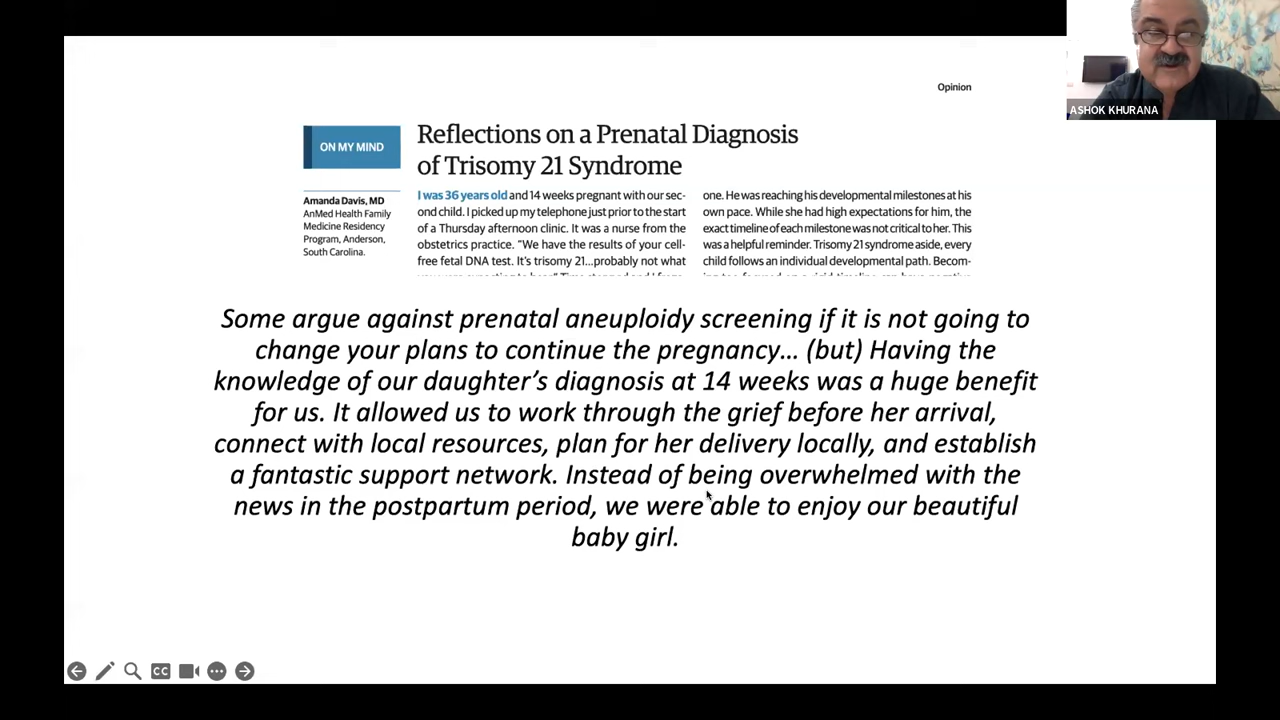 ASHOK KHURANA
Opinion
ON MY MIND
Reflections on a Prenatal Diagnosis
of Trisomy 21 Syndrome
Amanda Davis, MD
AnMed Health Family
Medicine Residency
Program, Anderson,
South Carolina.
I was 36 years old and 14 weeks pregnant with our sec-
ond child. I picked up my telephone just prior to the start
of a Thursday afternoon clinic. It was a nurse from the
obstetrics practice. "We have the results of your cell-
free fetal DNA test. It's trisomy 21...probably not what
one. He was reaching his developmental milestones at his
own pace. While she had high expectations for him, the
exact timeline of each milestone was not critical to her. This
was a helpful reminder. Trisomy 21 syndrome aside, every
child follows an individual developmental path. Becom-
Some argue against prenatal aneuploidy screening if it is not going to
change your plans to continue the pregnancy... (but) Having the
knowledge of our daughter's diagnosis at 14 weeks was a huge benefit
for us. It allowed us to work through the grief before her arrival,
connect with local resources, plan for her delivery locally, and establish
a fantastic support network. Instead of being overwhelmed with the
news in the postpartum period, we were able to enjoy our beautiful
baby girl.
CC